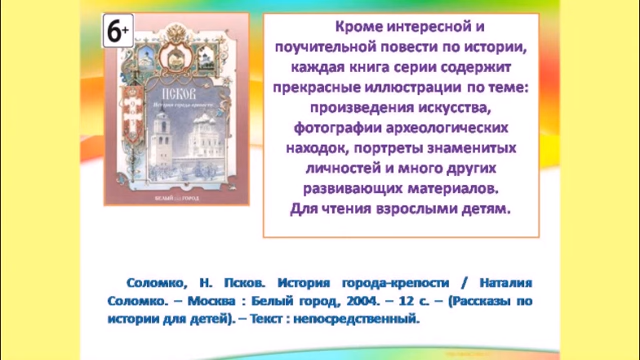 6+
ПСКОВ
История города-крепости
БЕЛЫЙ ГОРОД
Кроме интересной и
поучительной повести по истории,
каждая книга серии содержит
прекрасные иллюстрации по теме:
произведения искусства,
фотографии археологических
находок, портреты знаменитых
личностей и много других
развивающих материалов.
Для чтения взрослыми детям.
Соломко, Н. Псков. История города-крепости / Наталия
Соломко. – Москва : Белый город, 2004. – 12 с. – (Рассказы по
истории для детей). – Текст : непосредственный.